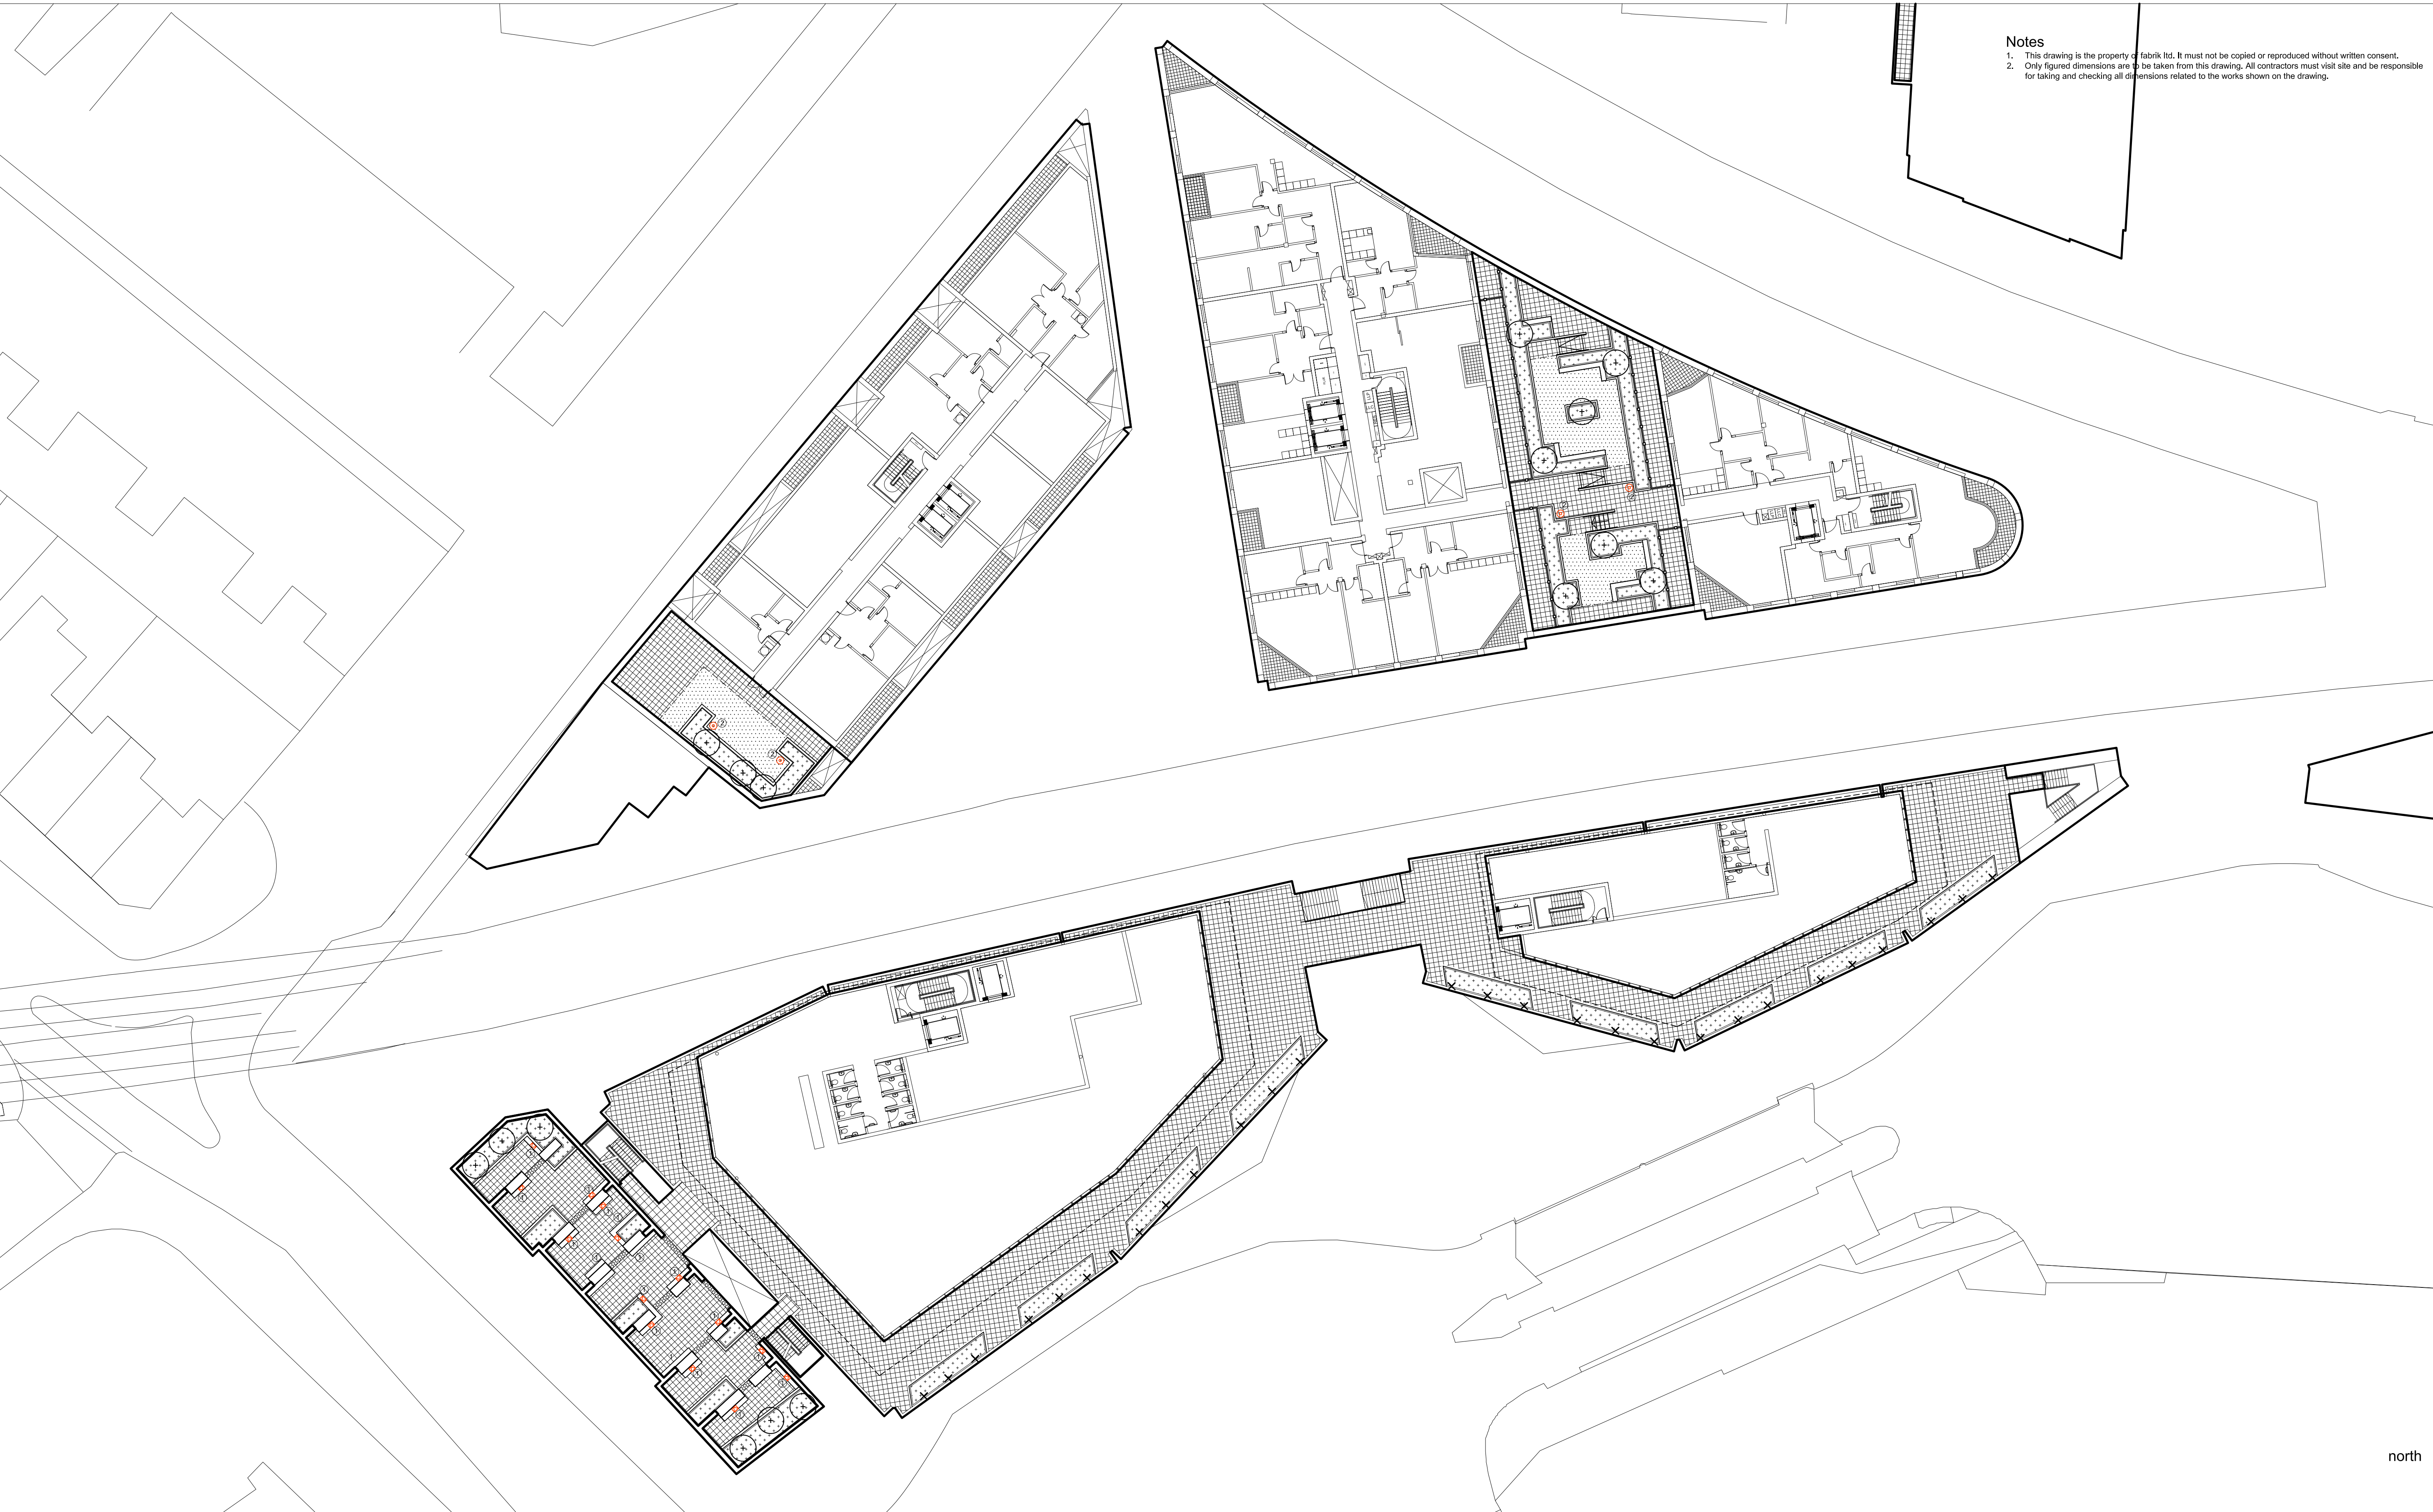 Notes
1. This drawing is the property of fabrik ltd. It must not be copied or reproduced without written consent.
2. Only figured dimensions are to be taken from this drawing. All contractors must visit site and be responsible
for taking and checking all dimensions related to the works shown on the drawing.
2
2
north